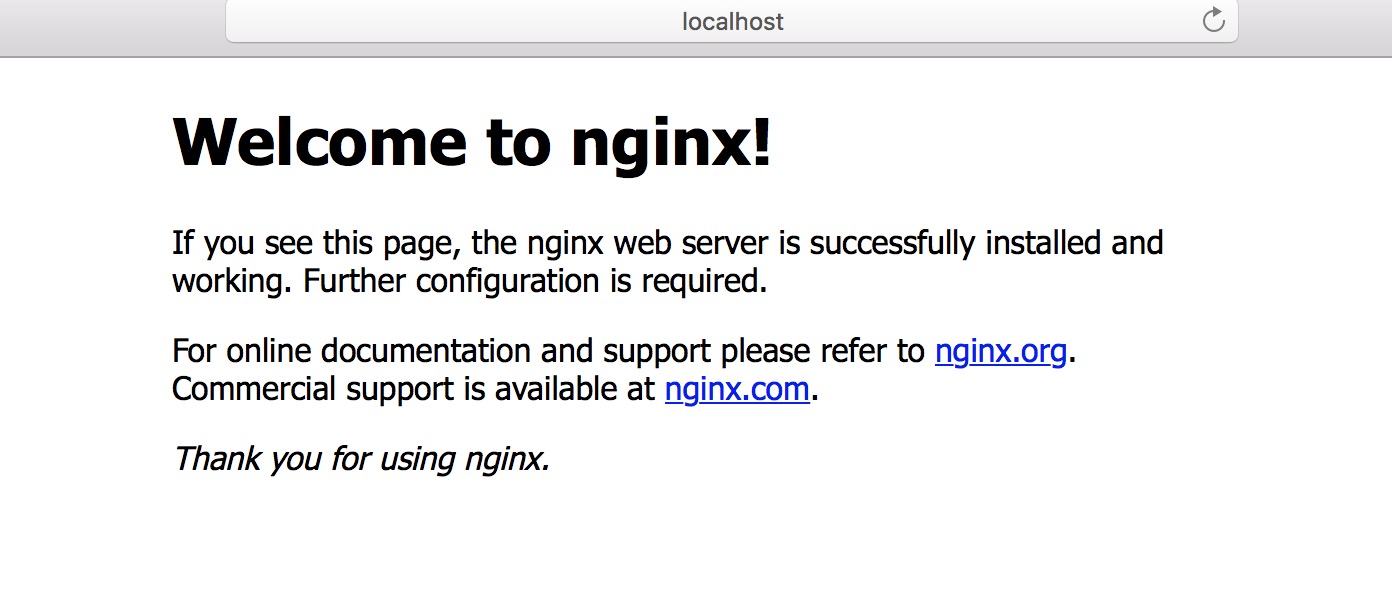 localhost
Welcome to nginx!
If you see this page, the nginx web server is successfully installed and
working. Further configuration is required.
For online documentation and support please refer to nginx.org.
Commercial support is available at nginx.com.
Thank you for using nginx.